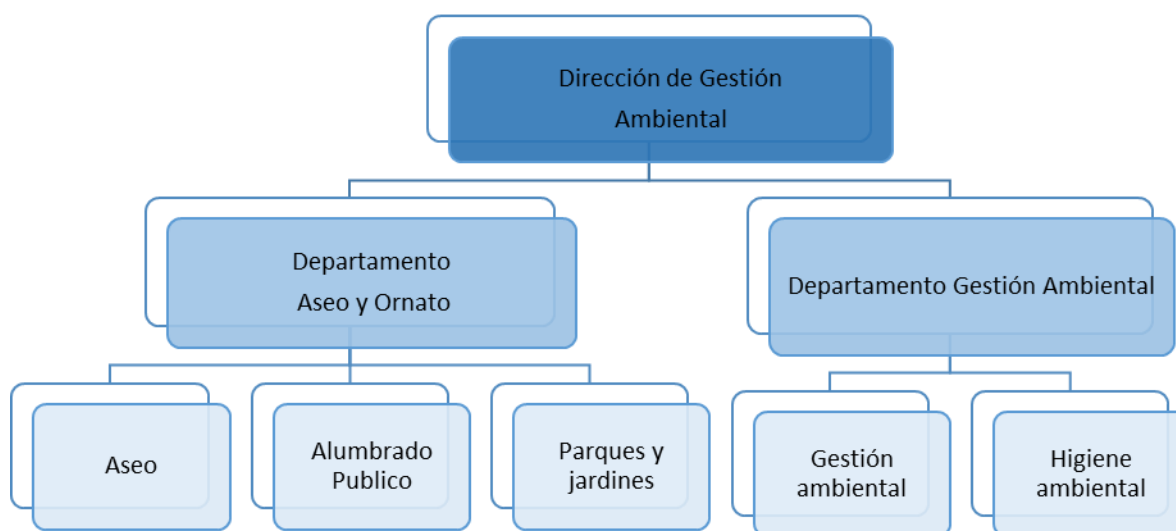 Dirección de Gestión
Ambiental
Departamento
Aseo y Ornato
Departamento Gestión Ambiental
Aseo
Alumbrado
Publico
Parques y
jardines
Gestión
ambiental
Higiene
ambiental